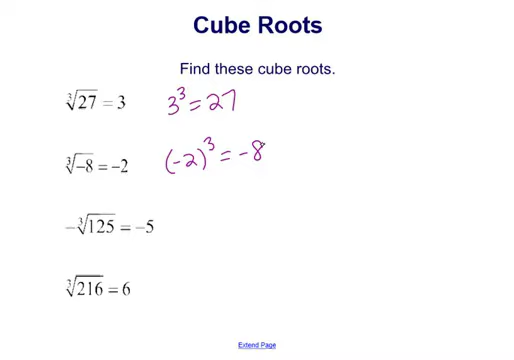 Cube Roots
Find these cube roots.
∛27 = 3 3³ = 27
∛-8 = -2 (-2)³ = -8
-∛125 = -5
∛216 = 6
Extend Page